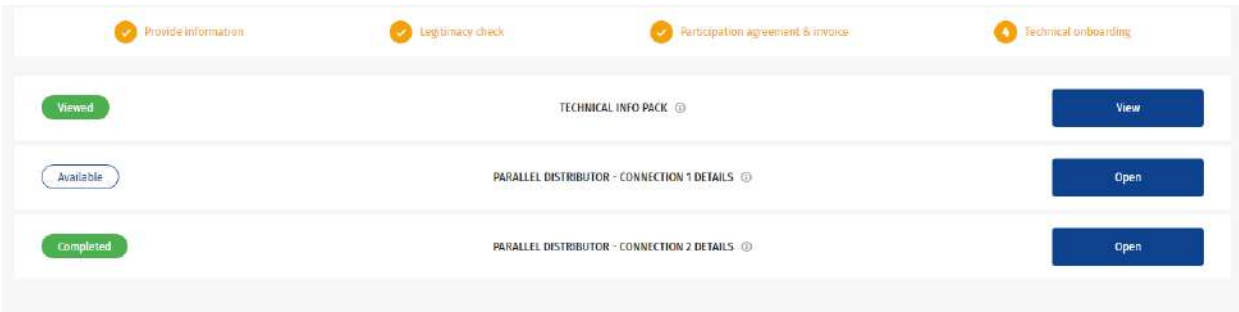 Provide information
Legitimacy check
Participation agreement & invoice
4 Technical onboarding
Viewed
TECHNICAL INFO PACK
View
Available
PARALLEL DISTRIBUTOR - CONNECTION 1 DETAILS
Open
Completed
PARALLEL DISTRIBUTOR - CONNECTION 2 DETAILS
Open